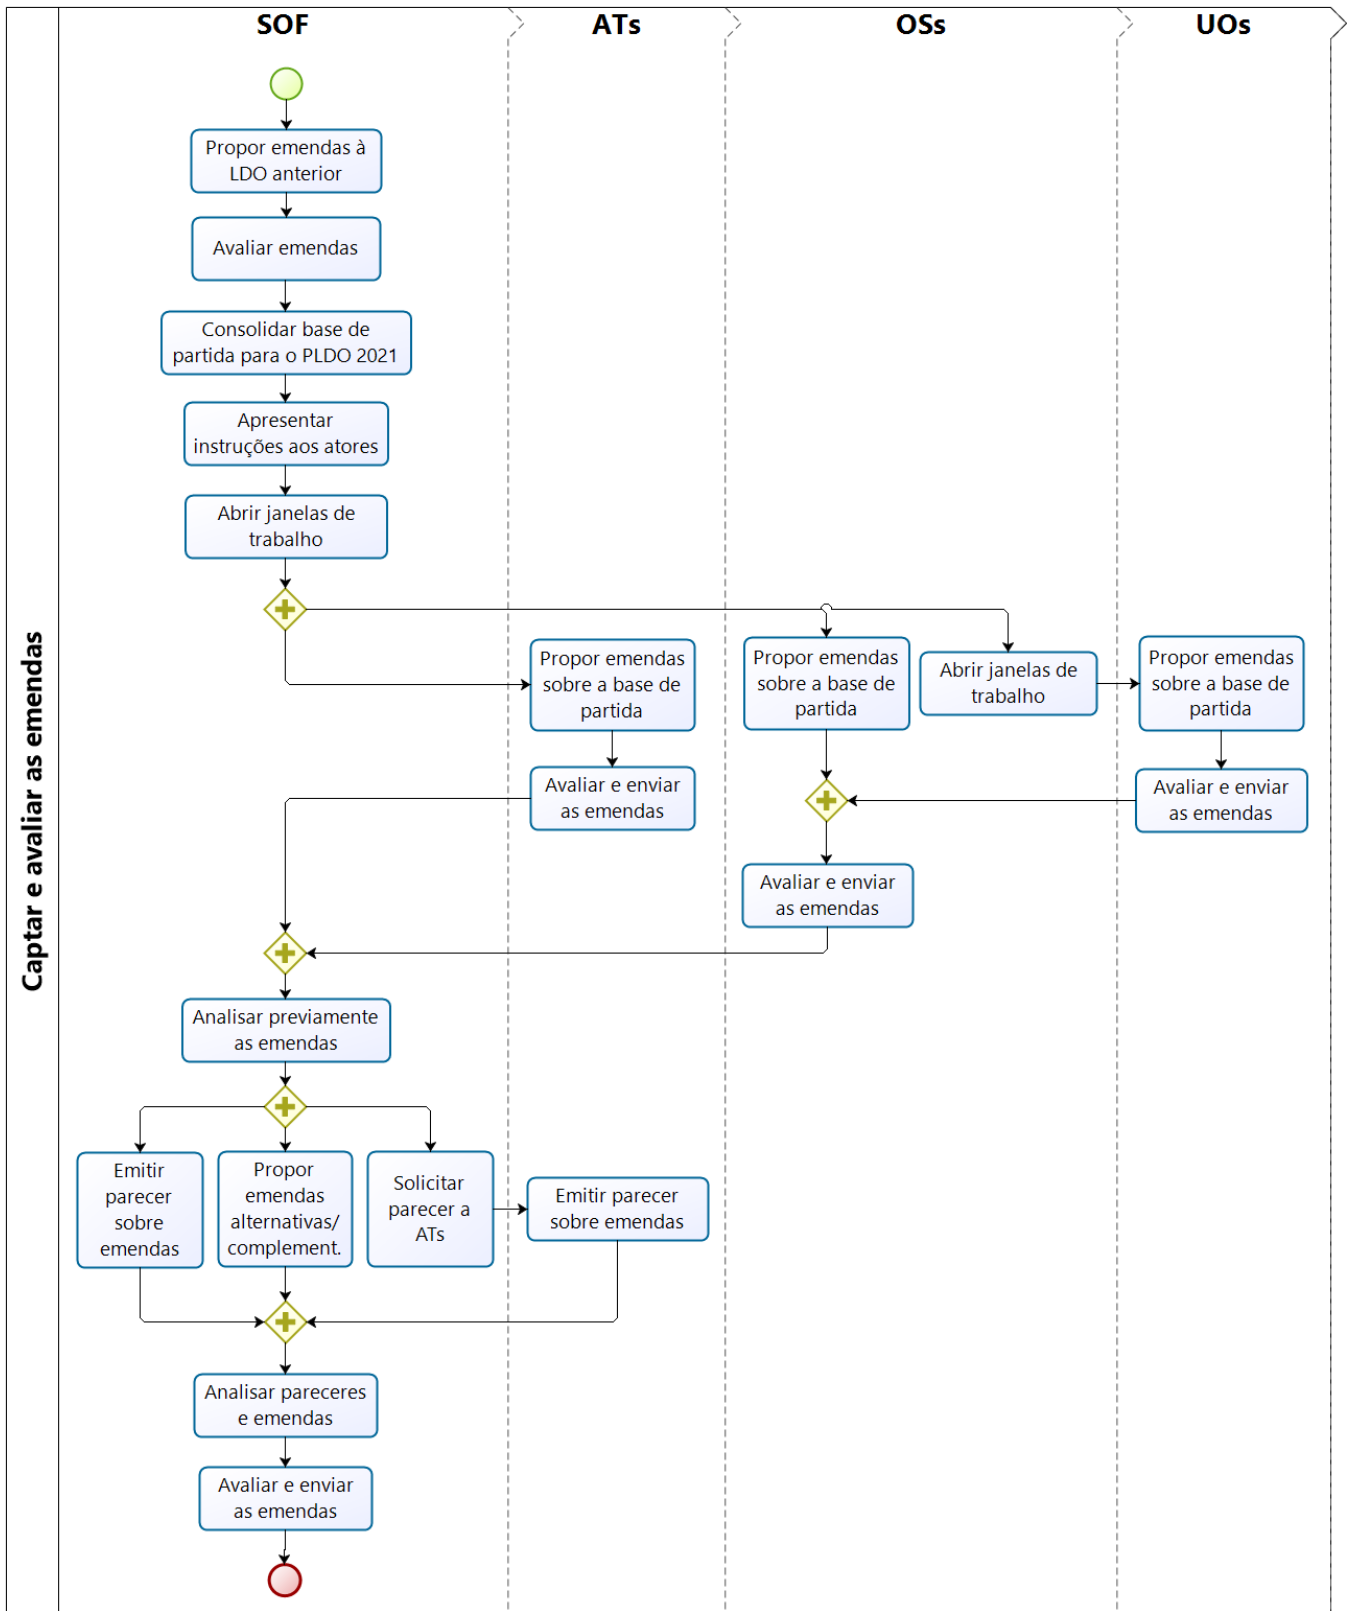 SOF
ATs
OSs
UOs
Captar e avaliar as emendas
Propor emendas à
LDO anterior
Avaliar emendas
Consolidar base de
partida para o PLDO 2021
Apresentar
instruções aos atores
Abrir janelas de
trabalho
Propor emendas
sobre a base de
partida
Propor emendas
sobre a base de
partida
Abrir janelas de
trabalho
Propor emendas
sobre a base de
partida
Avaliar e enviar
as emendas
Avaliar e enviar
as emendas
Avaliar e enviar
as emendas
Analisar previamente
as emendas
Emitir
parecer
sobre
emendas
Propor
emendas
alternativas/
complement.
Solicitar
parecer a
ATs
Emitir parecer
sobre emendas
Analisar pareceres
e emendas
Avaliar e enviar
as emendas